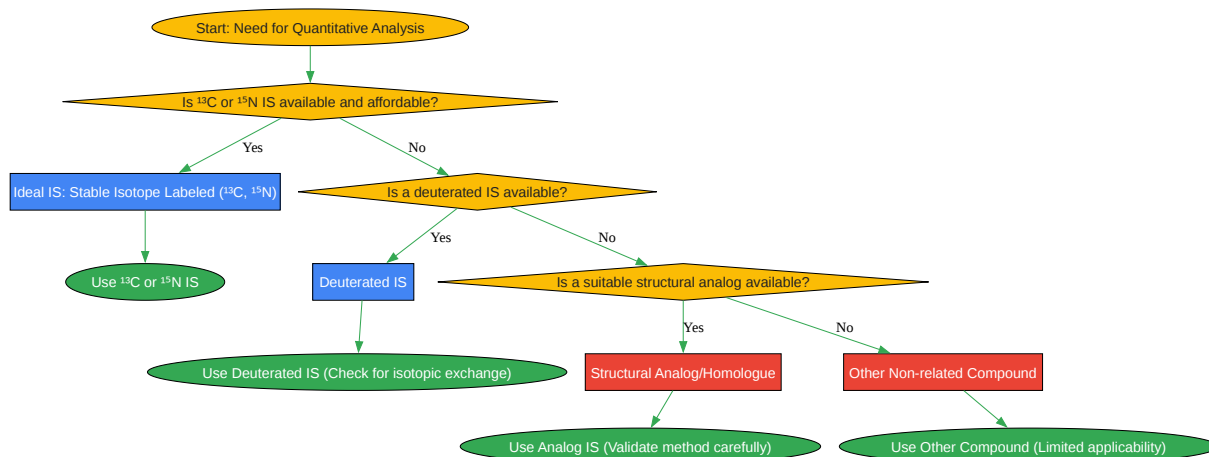 Start: Need for Quantitative Analysis
Is ¹³C or ¹⁵N IS available and affordable?
Yes
No
Ideal IS: Stable Isotope Labeled (¹³C, ¹⁵N)
Is a deuterated IS available?
Yes
No
Use ¹³C or ¹⁵N IS
Deuterated IS
Is a suitable structural analog available?
Yes
No
Use Deuterated IS (Check for isotopic exchange)
Structural Analog/Homologue
Other Non-related Compound
Use Analog IS (Validate method carefully)
Use Other Compound (Limited applicability)